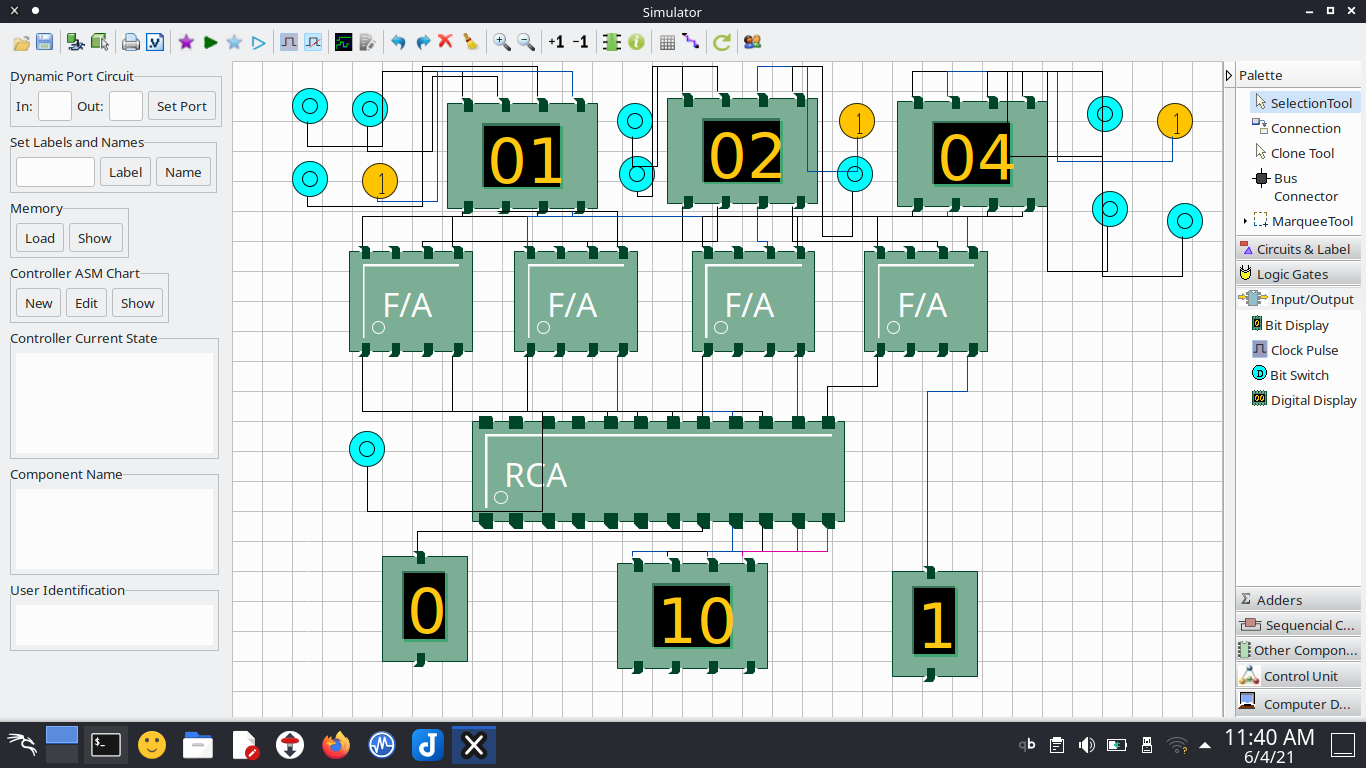 Simulator
+1 -1
Dynamic Port Circuit
In: Out: Set Port
Set Labels and Names
Label Name
Memory
Load Show
Controller ASM Chart
New Edit Show
Controller Current State
Component Name
User Identification
1
1
1
01
02
04
F/A
F/A
F/A
F/A
RCA
0
10
1
Palette
SelectionTool
Connection
Clone Tool
Bus
Connector
MarqueeTool
Circuits & Label
Logic Gates
Input/Output
Bit Display
Clock Pulse
Bit Switch
Digital Display
Adders
Sequential C...
Other Compon...
Control Unit
Computer D...
qb
11:40 AM
6/4/21